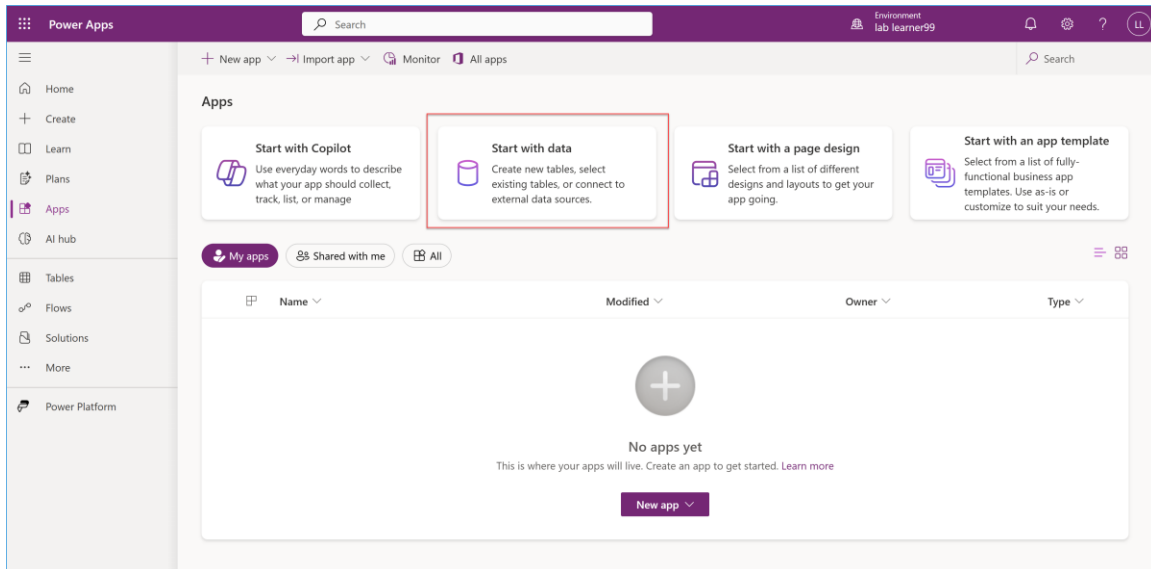 Power Apps
Search
Environment
lab learner99
?
LL
New app
Import app
Monitor
All apps
Search
Home
Create
Learn
Plans
Apps
AI hub
Tables
Flows
Solutions
More
Power Platform
Apps
Start with Copilot
Use everyday words to describe
what your app should collect,
track, list, or manage
Start with data
Create new tables, select
existing tables, or connect to
external data sources.
Start with a page design
Select from a list of different
designs and layouts to get your
app going.
Start with an app template
Select from a list of fully-
functional business app
templates. Use as-is or
customize to suit your needs.
My apps
Shared with me
All
Name
Modified
Owner
Type
No apps yet
This is where your apps will live. Create an app to get started. Learn more
New app